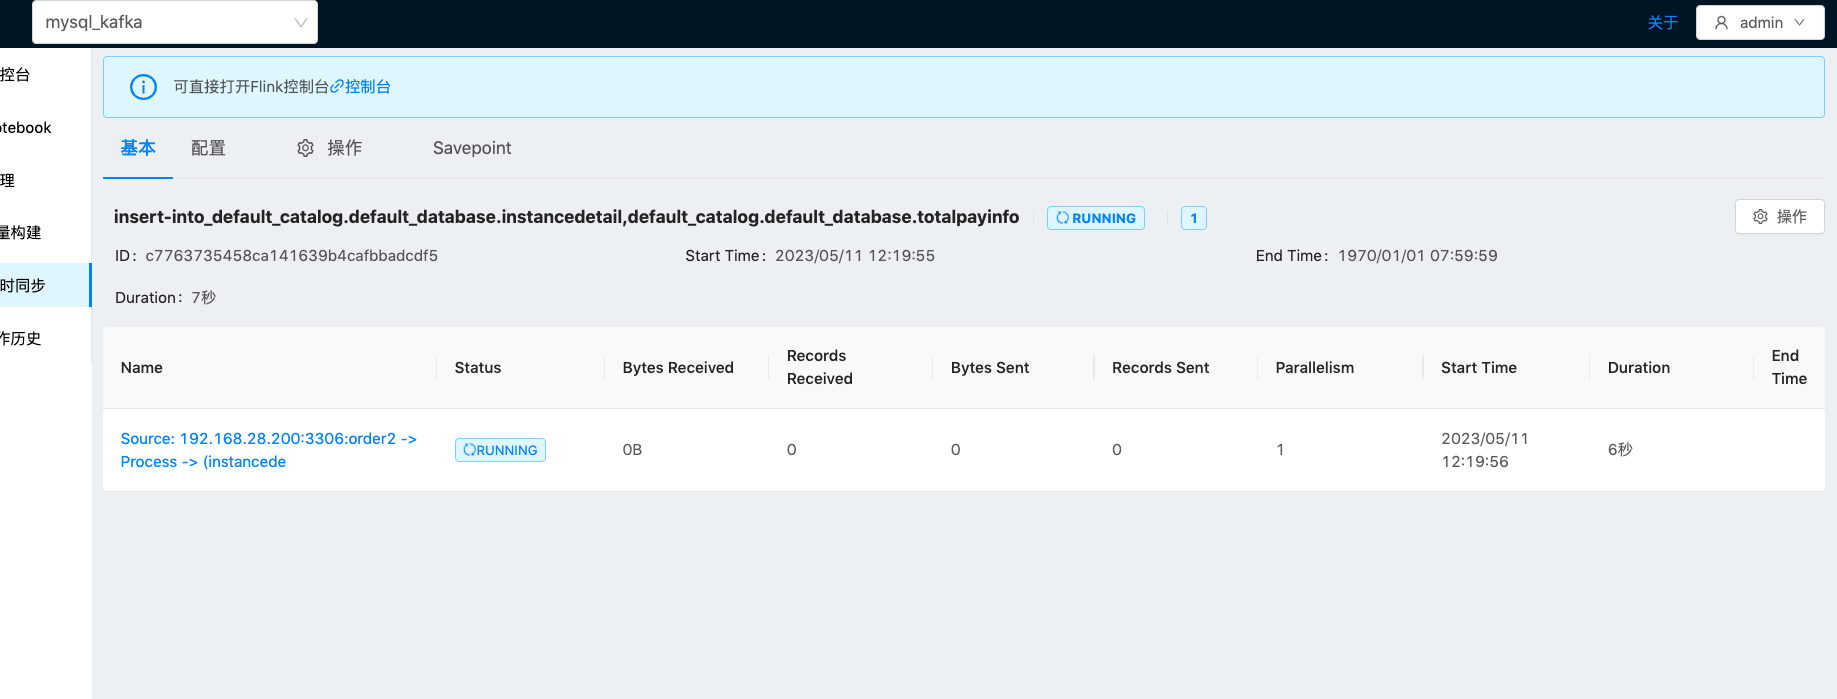 mysql_kafka
关于
admin
控台
otebook
理
量构建
时同步
作历史
可直接打开Flink控制台控制台
基本
配置
操作
Savepoint
insert-into_default_catalog.default_database.instancedetail,default_catalog.default_database.totalpayinfo
RUNNING
1
操作
ID：c7763735458ca141639b4cafbbadcdf5
Start Time：2023/05/11 12:19:55
End Time：1970/01/01 07:59:59
Duration：7秒
Name
Status
Bytes Received
Records
Received
Bytes Sent
Records Sent
Parallelism
Start Time
Duration
End
Time
Source: 192.168.28.200:3306:order2 ->
Process -> (instancede
RUNNING
0B
0
0
0
1
2023/05/11
12:19:56
6秒